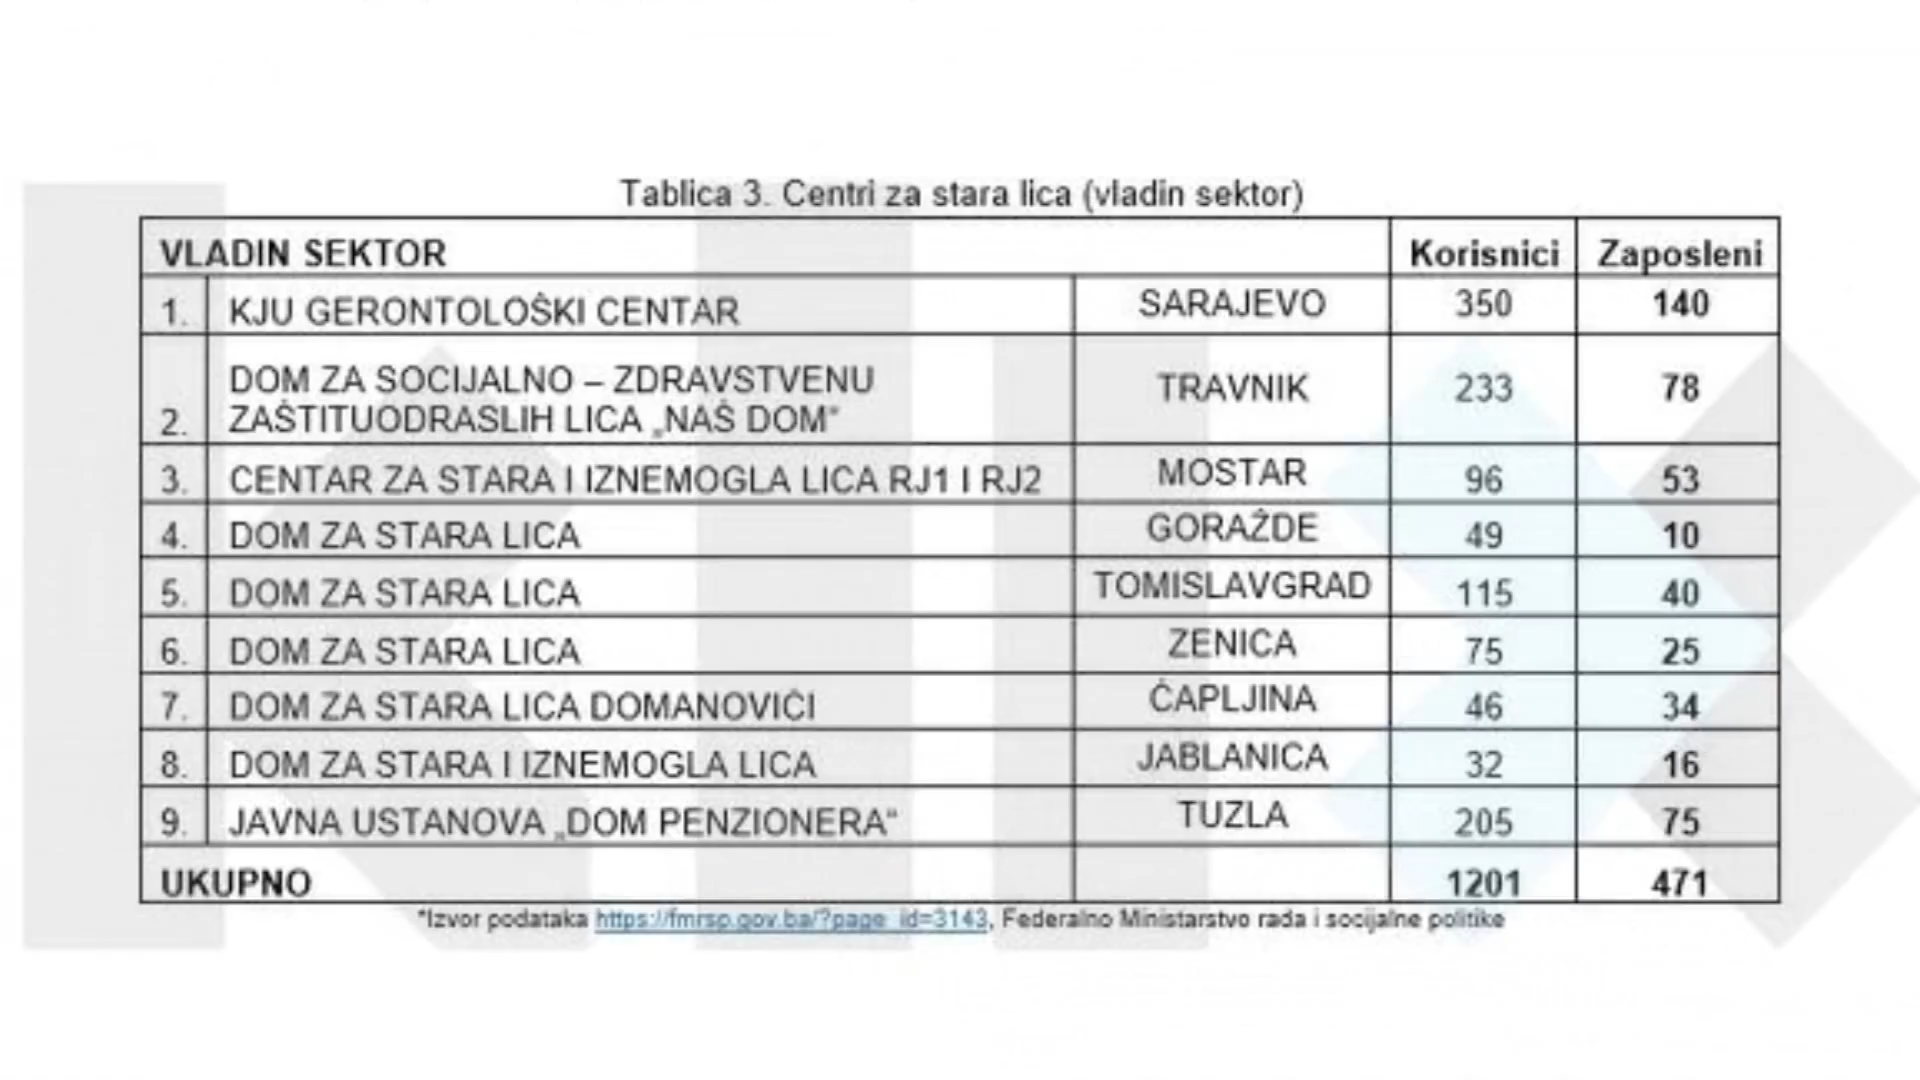 Tablica 3. Centri za stara lica (vladin sektor)
VLADIN SEKTOR Korisnici Zaposleni
1. KJU GERONTOLOŠKI CENTAR SARAJEVO 350 140
2. DOM ZA SOCIJALNO – ZDRAVSTVENU
ZAŠTITUODRASLIH LICA „NAŠ DOM“ TRAVNIK 233 78
3. CENTAR ZA STARA I IZNEMOGLA LICA RJ1 I RJ2 MOSTAR 96 53
4. DOM ZA STARA LICA GORAŽDE 49 10
5. DOM ZA STARA LICA TOMISLAVGRAD 115 40
6. DOM ZA STARA LICA ZENICA 75 25
7. DOM ZA STARA LICA DOMANOVIĆI ČAPLJINA 46 34
8. DOM ZA STARA I IZNEMOGLA LICA JABLANICA 32 16
9. JAVNA USTANOVA „DOM PENZIONERA“ TUZLA 205 75
UKUPNO 1201 471
*Izvor podataka https://fmrsp.gov.ba/?page_id=3143, Federalno Ministarstvo rada i socijalne politike